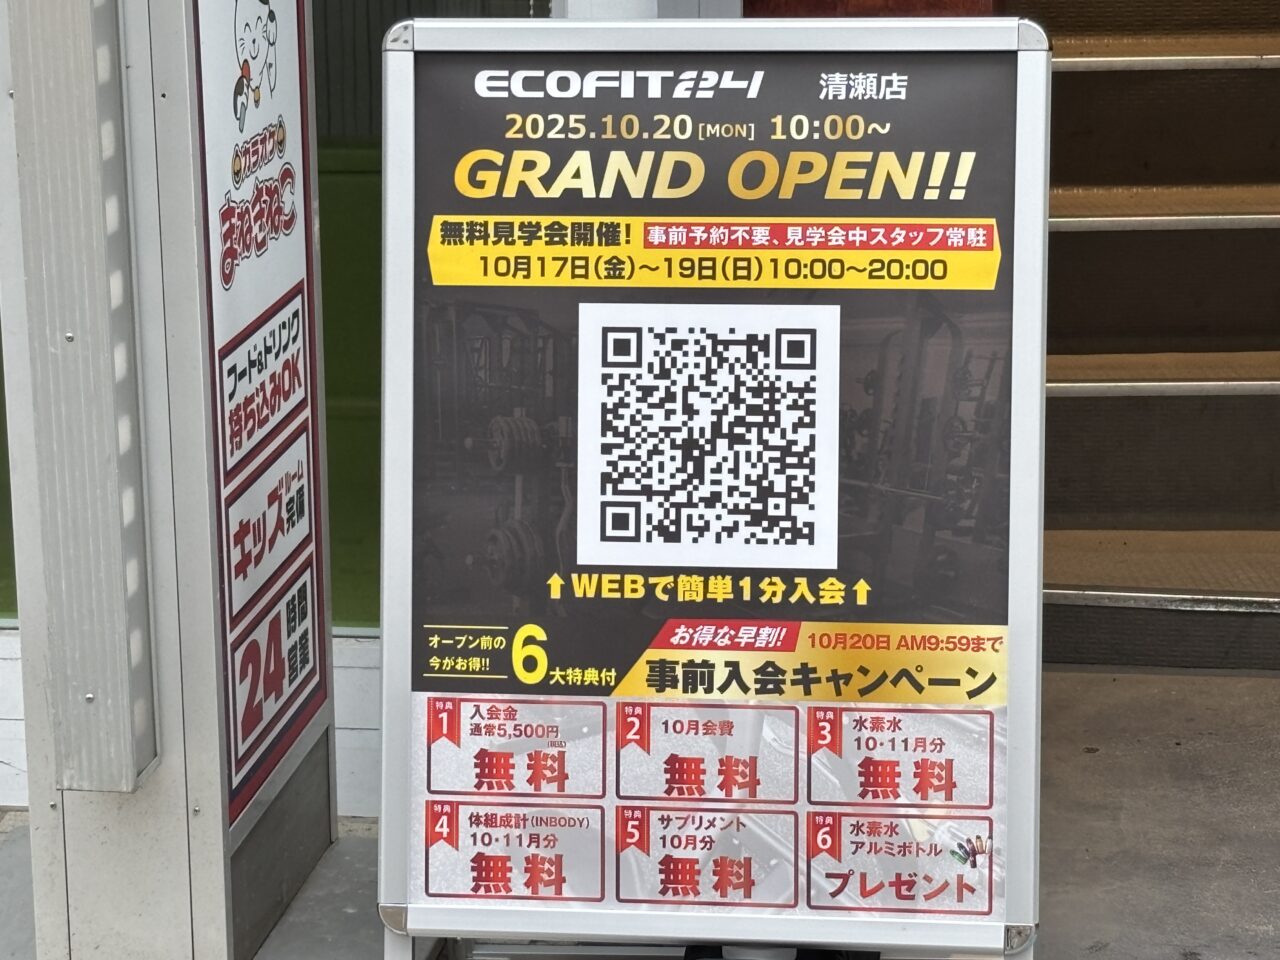 カラオケ
まねきねこ
フード&ドリンク
持ち込みOK
キッズルーム
完備
24時間
営業
ECOFIT24 清瀬店
2025.10.20 [MON] 10:00~
GRAND OPEN!!
無料見学会開催! 事前予約不要、見学会中スタッフ常駐
10月17日(金)~19日(日)10:00~20:00
↑WEBで簡単1分入会↑
オープン前の
今がお得!!
6大特典付
お得な早割! 10月20日 AM9:59まで
事前入会キャンペーン
特典1
入会金
通常5,500円
(税込)
無料
特典2
10月会費
無料
特典3
水素水
10・11月分
無料
特典4
体組成計(INBODY)
10・11月分
無料
特典5
サプリメント
10月分
無料
特典6
水素水
アルミボトル
プレゼント